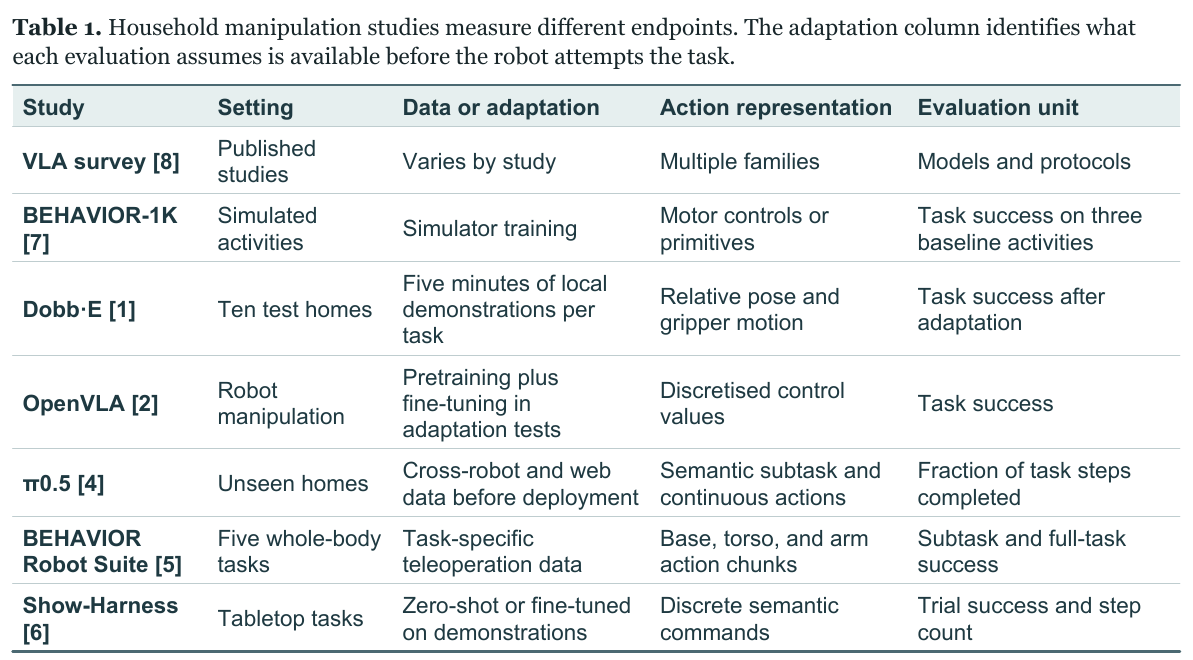 Table 1. Household manipulation studies measure different endpoints. The adaptation column identifies what
each evaluation assumes is available before the robot attempts the task.
Study Setting Data or adaptation Action representation Evaluation unit
VLA survey [8] Published studies Varies by study Multiple families Models and protocols
BEHAVIOR-1K [7] Simulated activities Simulator training Motor controls or primitives Task success on three baseline activities
Dobb·E [1] Ten test homes Five minutes of local demonstrations per task Relative pose and gripper motion Task success after adaptation
OpenVLA [2] Robot manipulation Pretraining plus fine-tuning in adaptation tests Discretised control values Task success
π0.5 [4] Unseen homes Cross-robot and web data before deployment Semantic subtask and continuous actions Fraction of task steps completed
BEHAVIOR Robot Suite [5] Five whole-body tasks Task-specific teleoperation data Base, torso, and arm action chunks Subtask and full-task success
Show-Harness [6] Tabletop tasks Zero-shot or fine-tuned on demonstrations Discrete semantic commands Trial success and step count